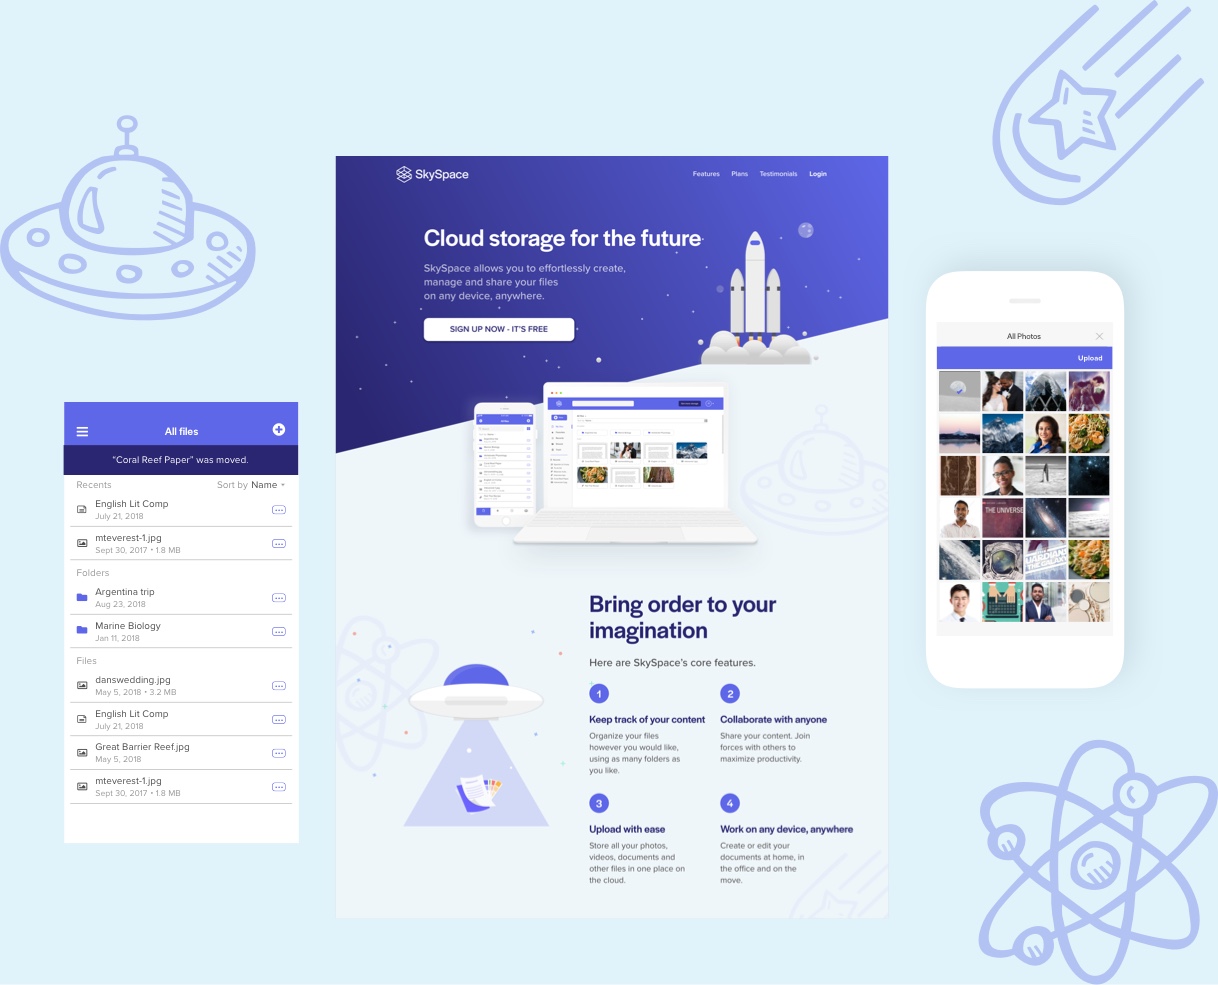 All files
“Coral Reef Paper” was moved.
Recents
Sort by Name
English Lit Comp
July 21, 2018
mteverest-1.jpg
Sept 30, 2017 • 1.8 MB
Folders
Argentina trip
Aug 23, 2018
Marine Biology
Jan 11, 2018
Files
danswedding.jpg
May 5, 2018 • 3.2 MB
English Lit Comp
July 21, 2018
Great Barrier Reef.jpg
May 5, 2018
mteverest-1.jpg
Sept 30, 2017 • 1.8 MB
SkySpace
Features
Plans
Testimonials
Login
Cloud storage for the future
SkySpace allows you to effortlessly create,
manage and share your files
on any device, anywhere.
SIGN UP NOW - IT'S FREE
Bring order to your
imagination
Here are SkySpace's core features.
1
Keep track of your content
Organize your files
however you would like,
using as many folders as
you like.
2
Collaborate with anyone
Share your content. Join
forces with others to
maximize productivity.
3
Upload with ease
Store all your photos,
videos, documents and
other files in one place on
the cloud.
4
Work on any device, anywhere
Create or edit your
documents at home, in
the office and on the
move.
All Photos
Upload
THE UNIVERSE